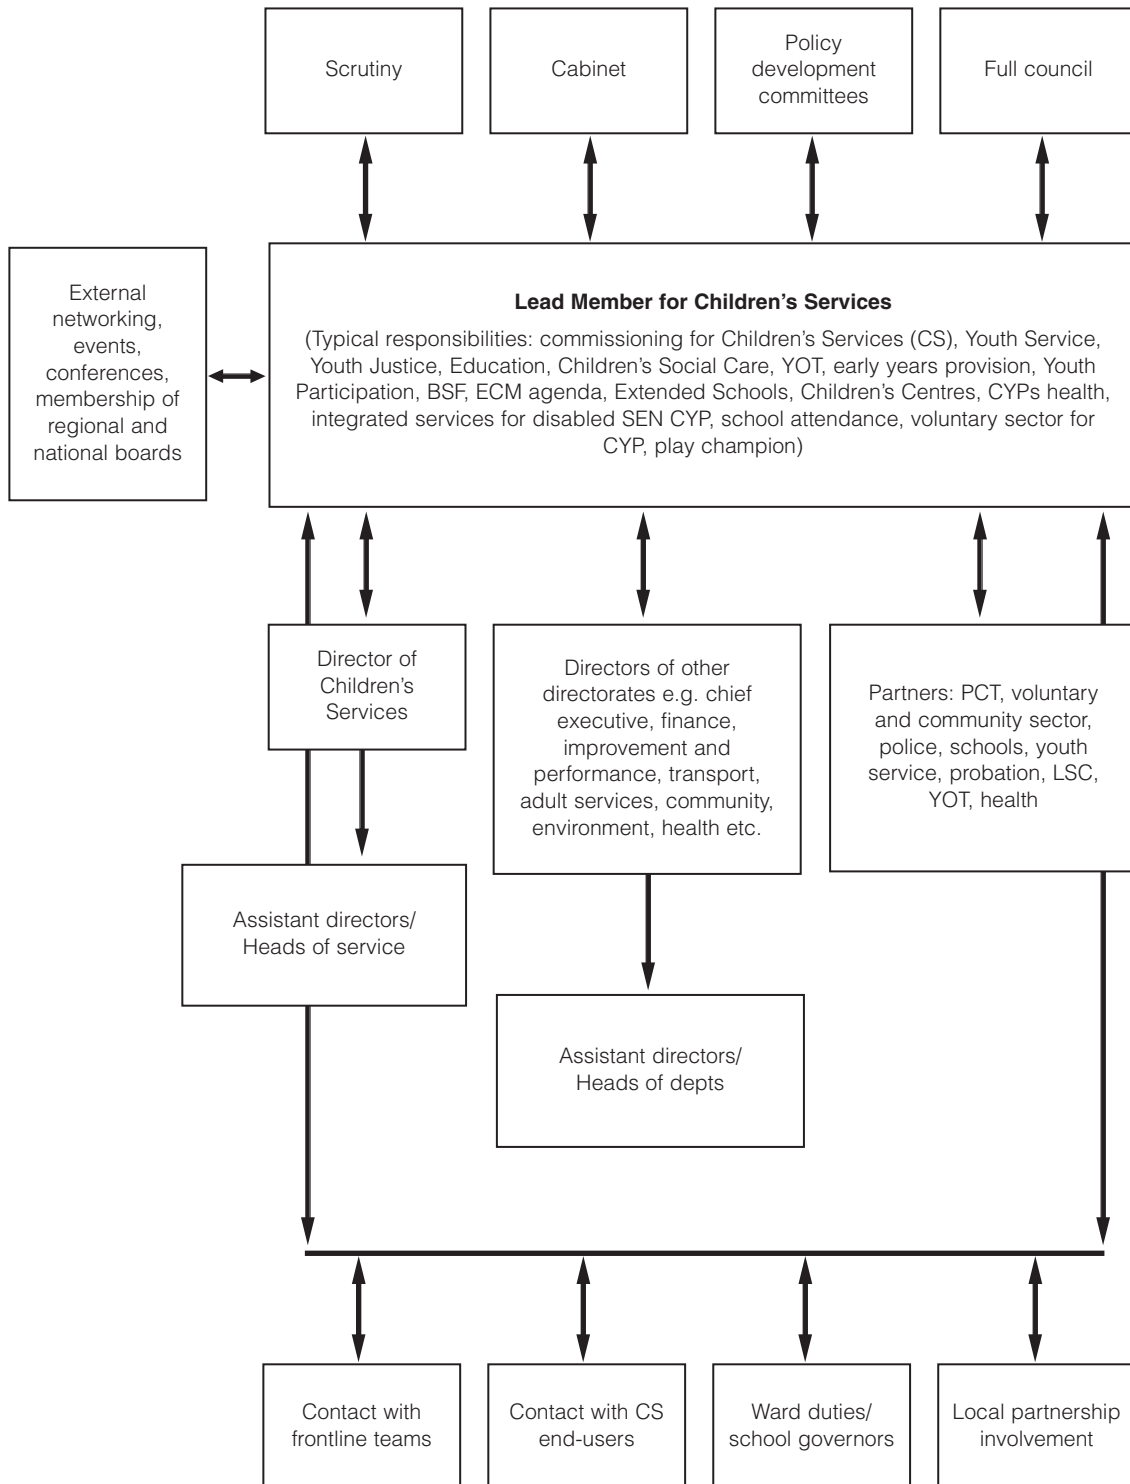 Scrutiny
Cabinet
Policy
development
committees
Full council
External
networking,
events,
conferences,
membership of
regional and
national boards
Lead Member for Children’s Services
(Typical responsibilities: commissioning for Children’s Services (CS), Youth Service,
Youth Justice, Education, Children’s Social Care, YOT, early years provision, Youth
Participation, BSF, ECM agenda, Extended Schools, Children’s Centres, CYPs health,
integrated services for disabled SEN CYP, school attendance, voluntary sector for
CYP, play champion)
Director of
Children’s
Services
Directors of other
directorates e.g. chief
executive, finance,
improvement and
performance, transport,
adult services, community,
environment, health etc.
Partners: PCT, voluntary
and community sector,
police, schools, youth
service, probation, LSC,
YOT, health
Assistant directors/
Heads of service
Assistant directors/
Heads of depts
Contact with
frontline teams
Contact with CS
end-users
Ward duties/
school governors
Local partnership
involvement